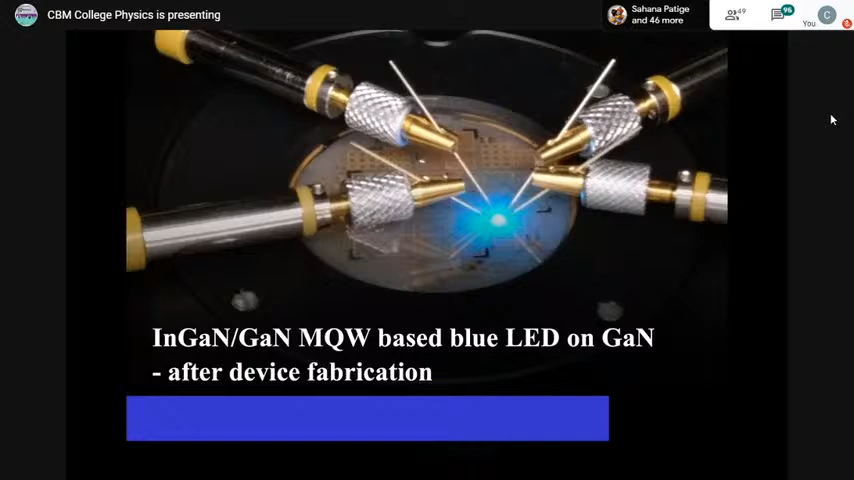 CBM College Physics is presenting
Sahana Patige
and 46 more
49
96
You
C
InGaN/GaN MQW based blue LED on GaN
- after device fabrication